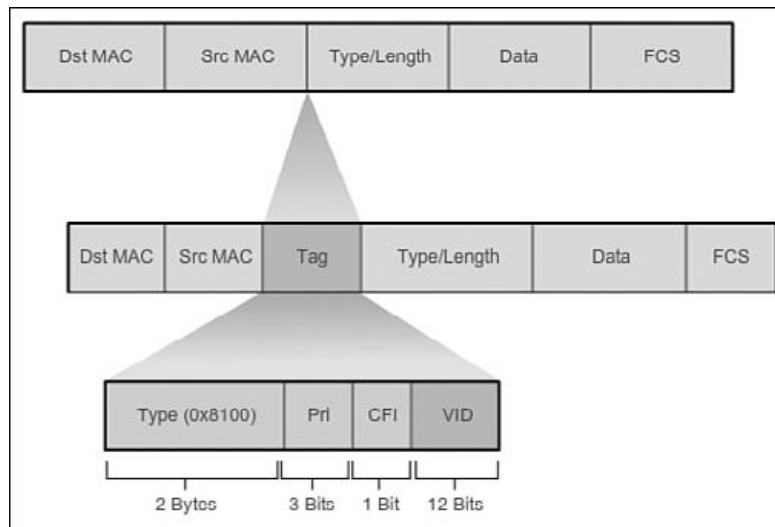 Dst MAC Src MAC Type/Length Data FCS
Dst MAC Src MAC Tag Type/Length Data FCS
Type (0x8100) PrI CFI VID
2 Bytes 3 Bits 1 Bit 12 Bits